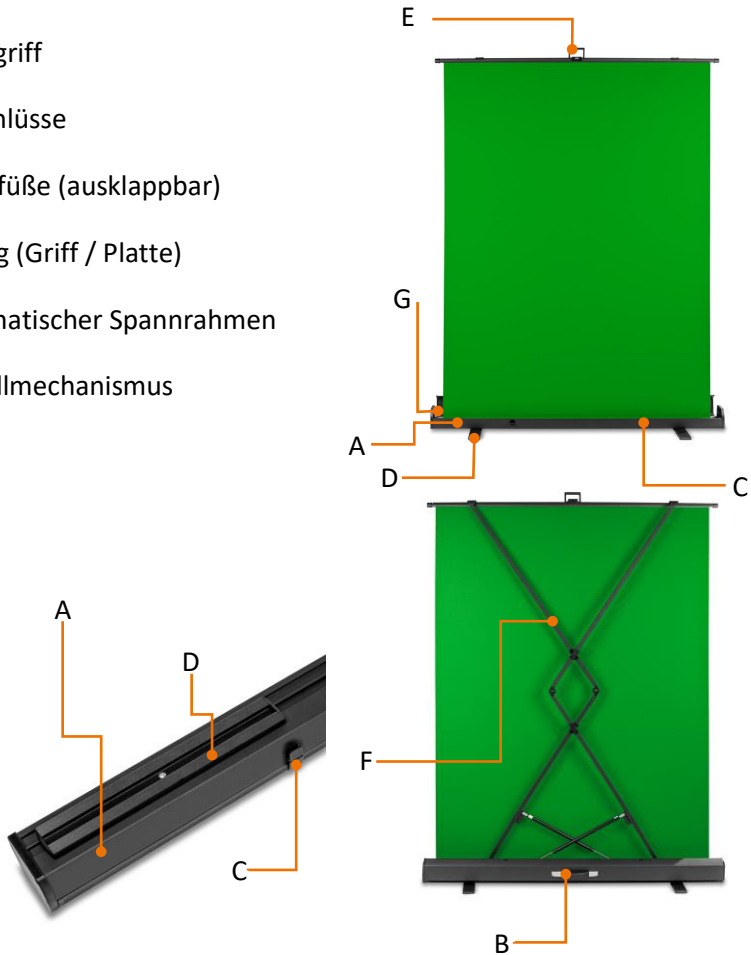 griff
hlüsse
füße (ausklappbar)
g (Griff / Platte)
matischer Spannrahmen
llmechanismus
E
G
A
D
C
A
D
C
F
B